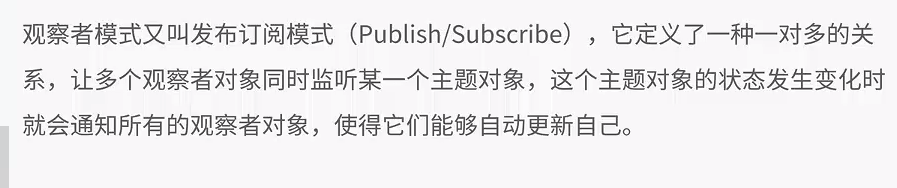 观察者模式又叫发布订阅模式（Publish/Subscribe），它定义了一种一对多的关
系，让多个观察者对象同时监听某一个主题对象，这个主题对象的状态发生变化时
就会通知所有的观察者对象，使得它们能够自动更新自己。